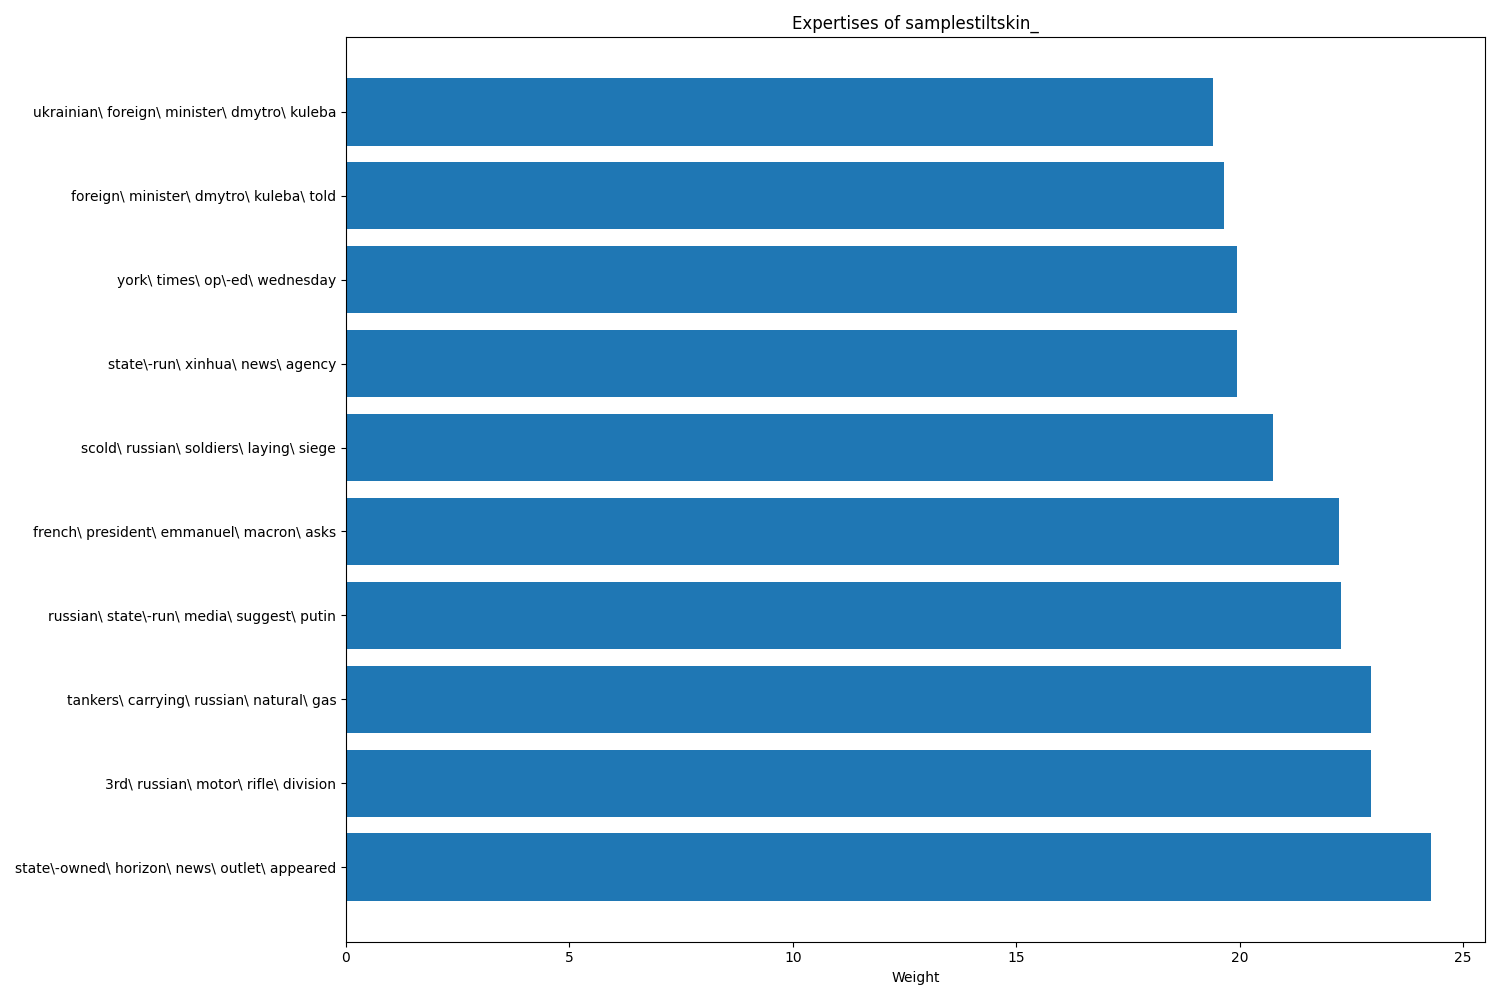 Expertises of samplestiltskin_
ukrainian\ foreign\ minister\ dmytro\ kuleba
foreign\ minister\ dmytro\ kuleba\ told
york\ times\ op\-ed\ wednesday
state\-run\ xinhua\ news\ agency
scold\ russian\ soldiers\ laying\ siege
french\ president\ emmanuel\ macron\ asks
russian\ state\-run\ media\ suggest\ putin
tankers\ carrying\ russian\ natural\ gas
3rd\ russian\ motor\ rifle\ division
state\-owned\ horizon\ news\ outlet\ appeared
0 5 10 15 20 25
Weight